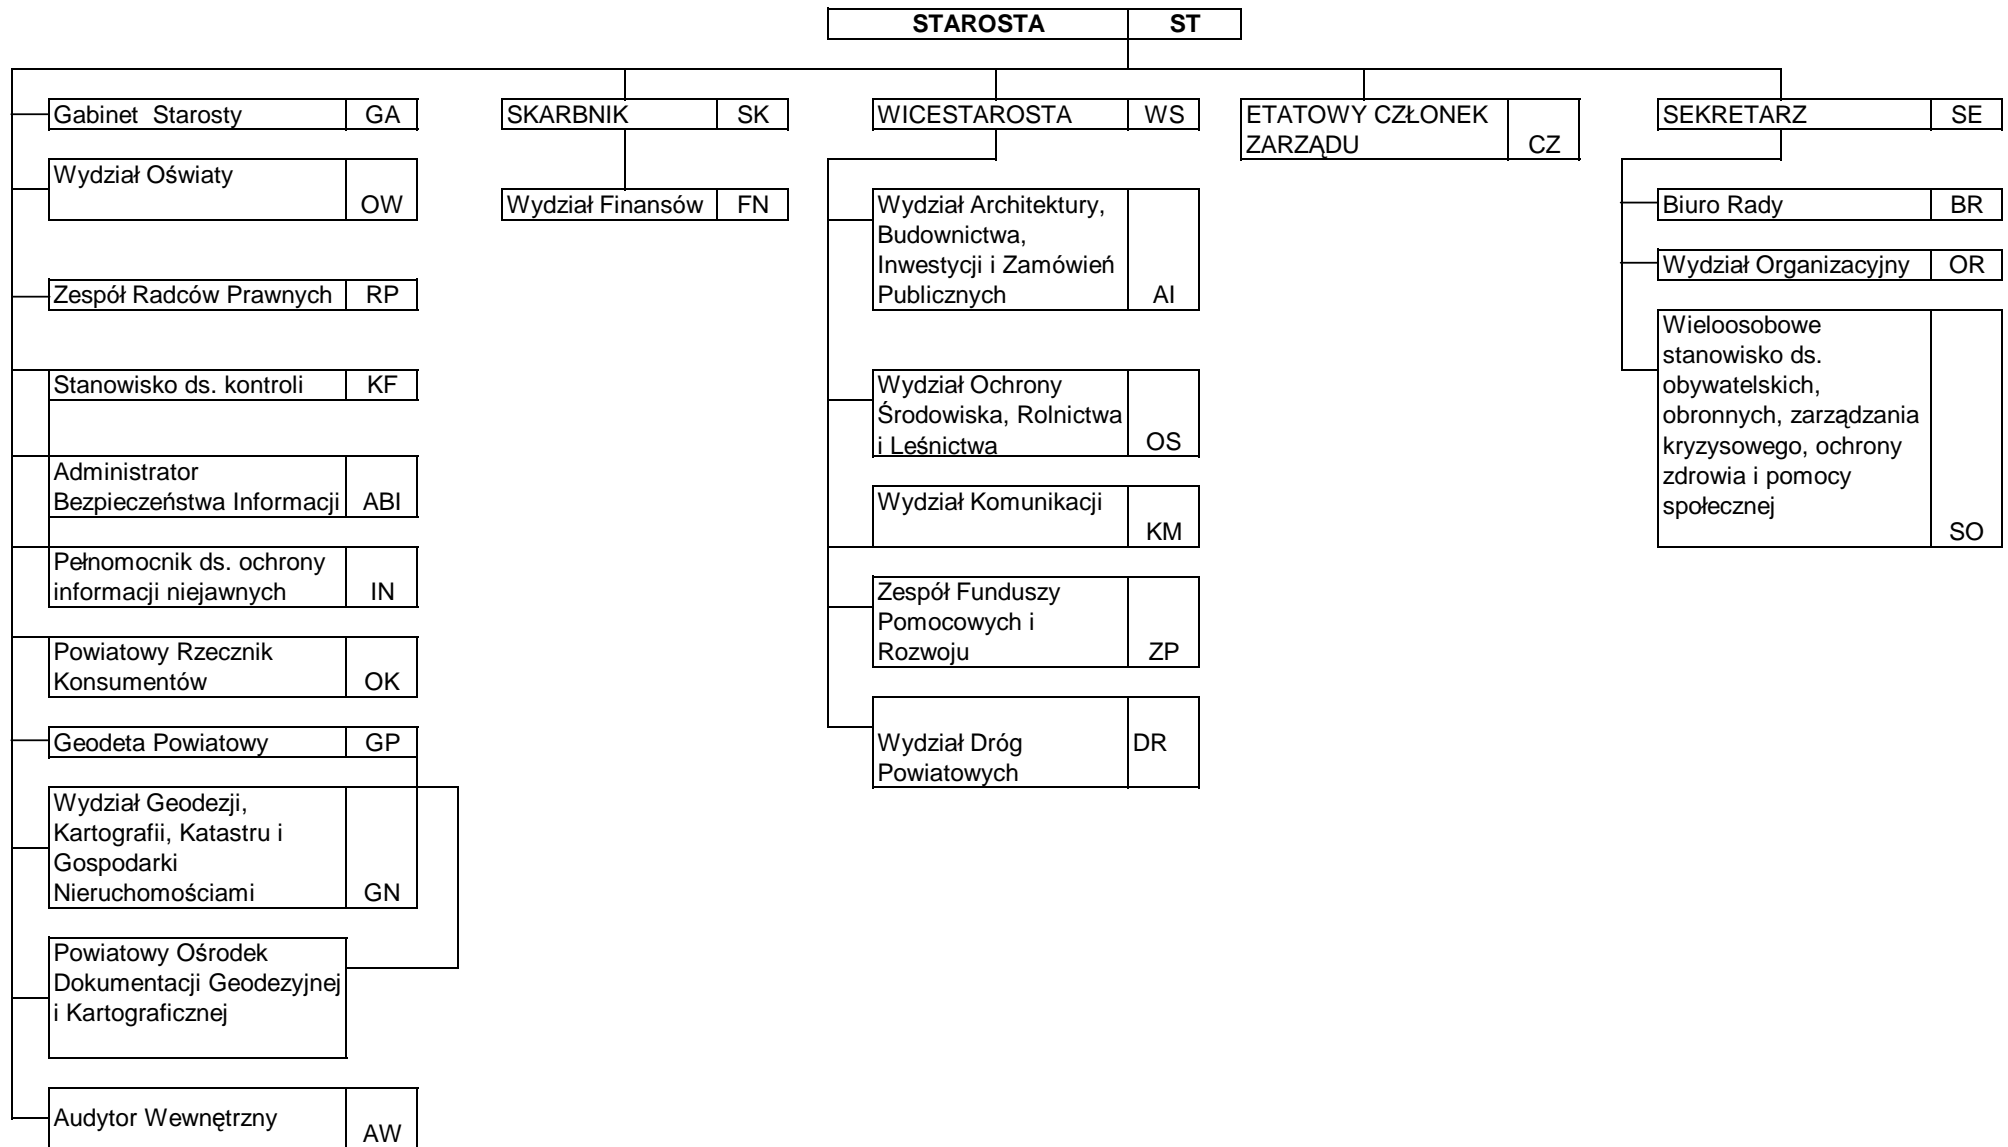 STAROSTA ST
Gabinet Starosty GA
Wydział Oświaty
OW
Zespół Radców Prawnych RP
Stanowisko ds. kontroli KF
Administrator
Bezpieczeństwa Informacji ABI
Pełnomocnik ds. ochrony
informacji niejawnych IN
Powiatowy Rzecznik
Konsumentów OK
Geodeta Powiatowy GP
Wydział Geodezji,
Kartografii, Katastru i
Gospodarki
Nieruchomościami GN
Powiatowy Ośrodek
Dokumentacji Geodezyjnej
i Kartograficznej
Audytor Wewnętrzny
AW
SKARBNIK SK
Wydział Finansów FN
WICESTAROSTA WS
Wydział Architektury,
Budownictwa,
Inwestycji i Zamówień
Publicznych AI
Wydział Ochrony
Środowiska, Rolnictwa
i Leśnictwa OS
Wydział Komunikacji
KM
Zespół Funduszy
Pomocowych i
Rozwoju ZP
Wydział Dróg DR
Powiatowych
ETATOWY CZŁONEK
ZARZĄDU CZ
SEKRETARZ SE
Biuro Rady BR
Wydział Organizacyjny OR
Wieloosobowe
stanowisko ds.
obywatelskich,
obronnych, zarządzania
kryzysowego, ochrony
zdrowia i pomocy
społecznej
SO